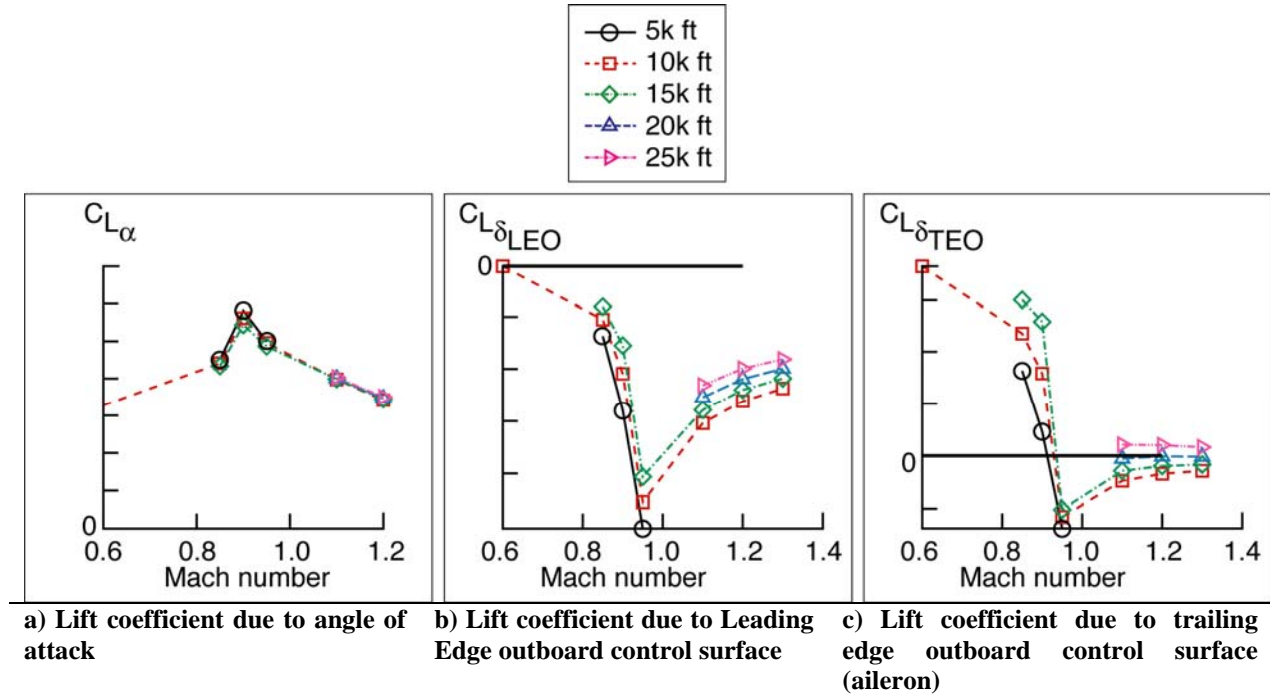 5k ft
10k ft
15k ft
20k ft
25k ft
CLα
0
0.6 0.8 1.0 1.2
Mach number
CLδLEO
0
0.6 0.8 1.0 1.2 1.4
Mach number
CLδTEO
0
0.6 0.8 1.0 1.2 1.4
Mach number
a) Lift coefficient due to angle of
attack
b) Lift coefficient due to Leading
Edge outboard control surface
c) Lift coefficient due to trailing
edge outboard control surface
(aileron)